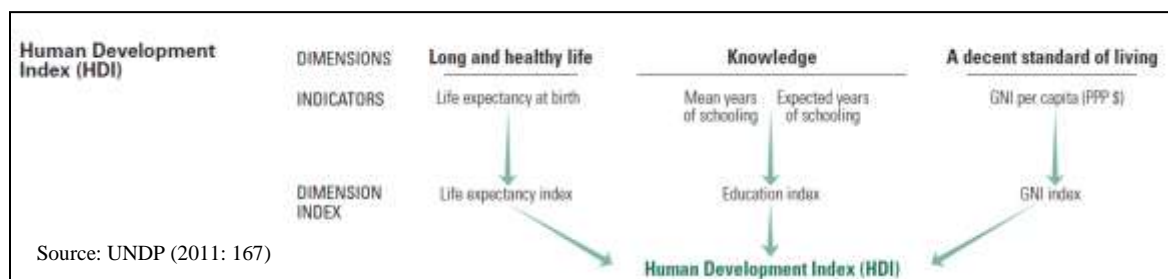 Human Development
Index (HDI)
DIMENSIONS
Long and healthy life
Knowledge
A decent standard of living
INDICATORS
Life expectancy at birth
Mean years
of schooling
Expected years
of schooling
GNI per capita (PPP $)
DIMENSION
INDEX
Life expectancy index
Education index
GNI index
Human Development Index (HDI)
Source: UNDP (2011: 167)